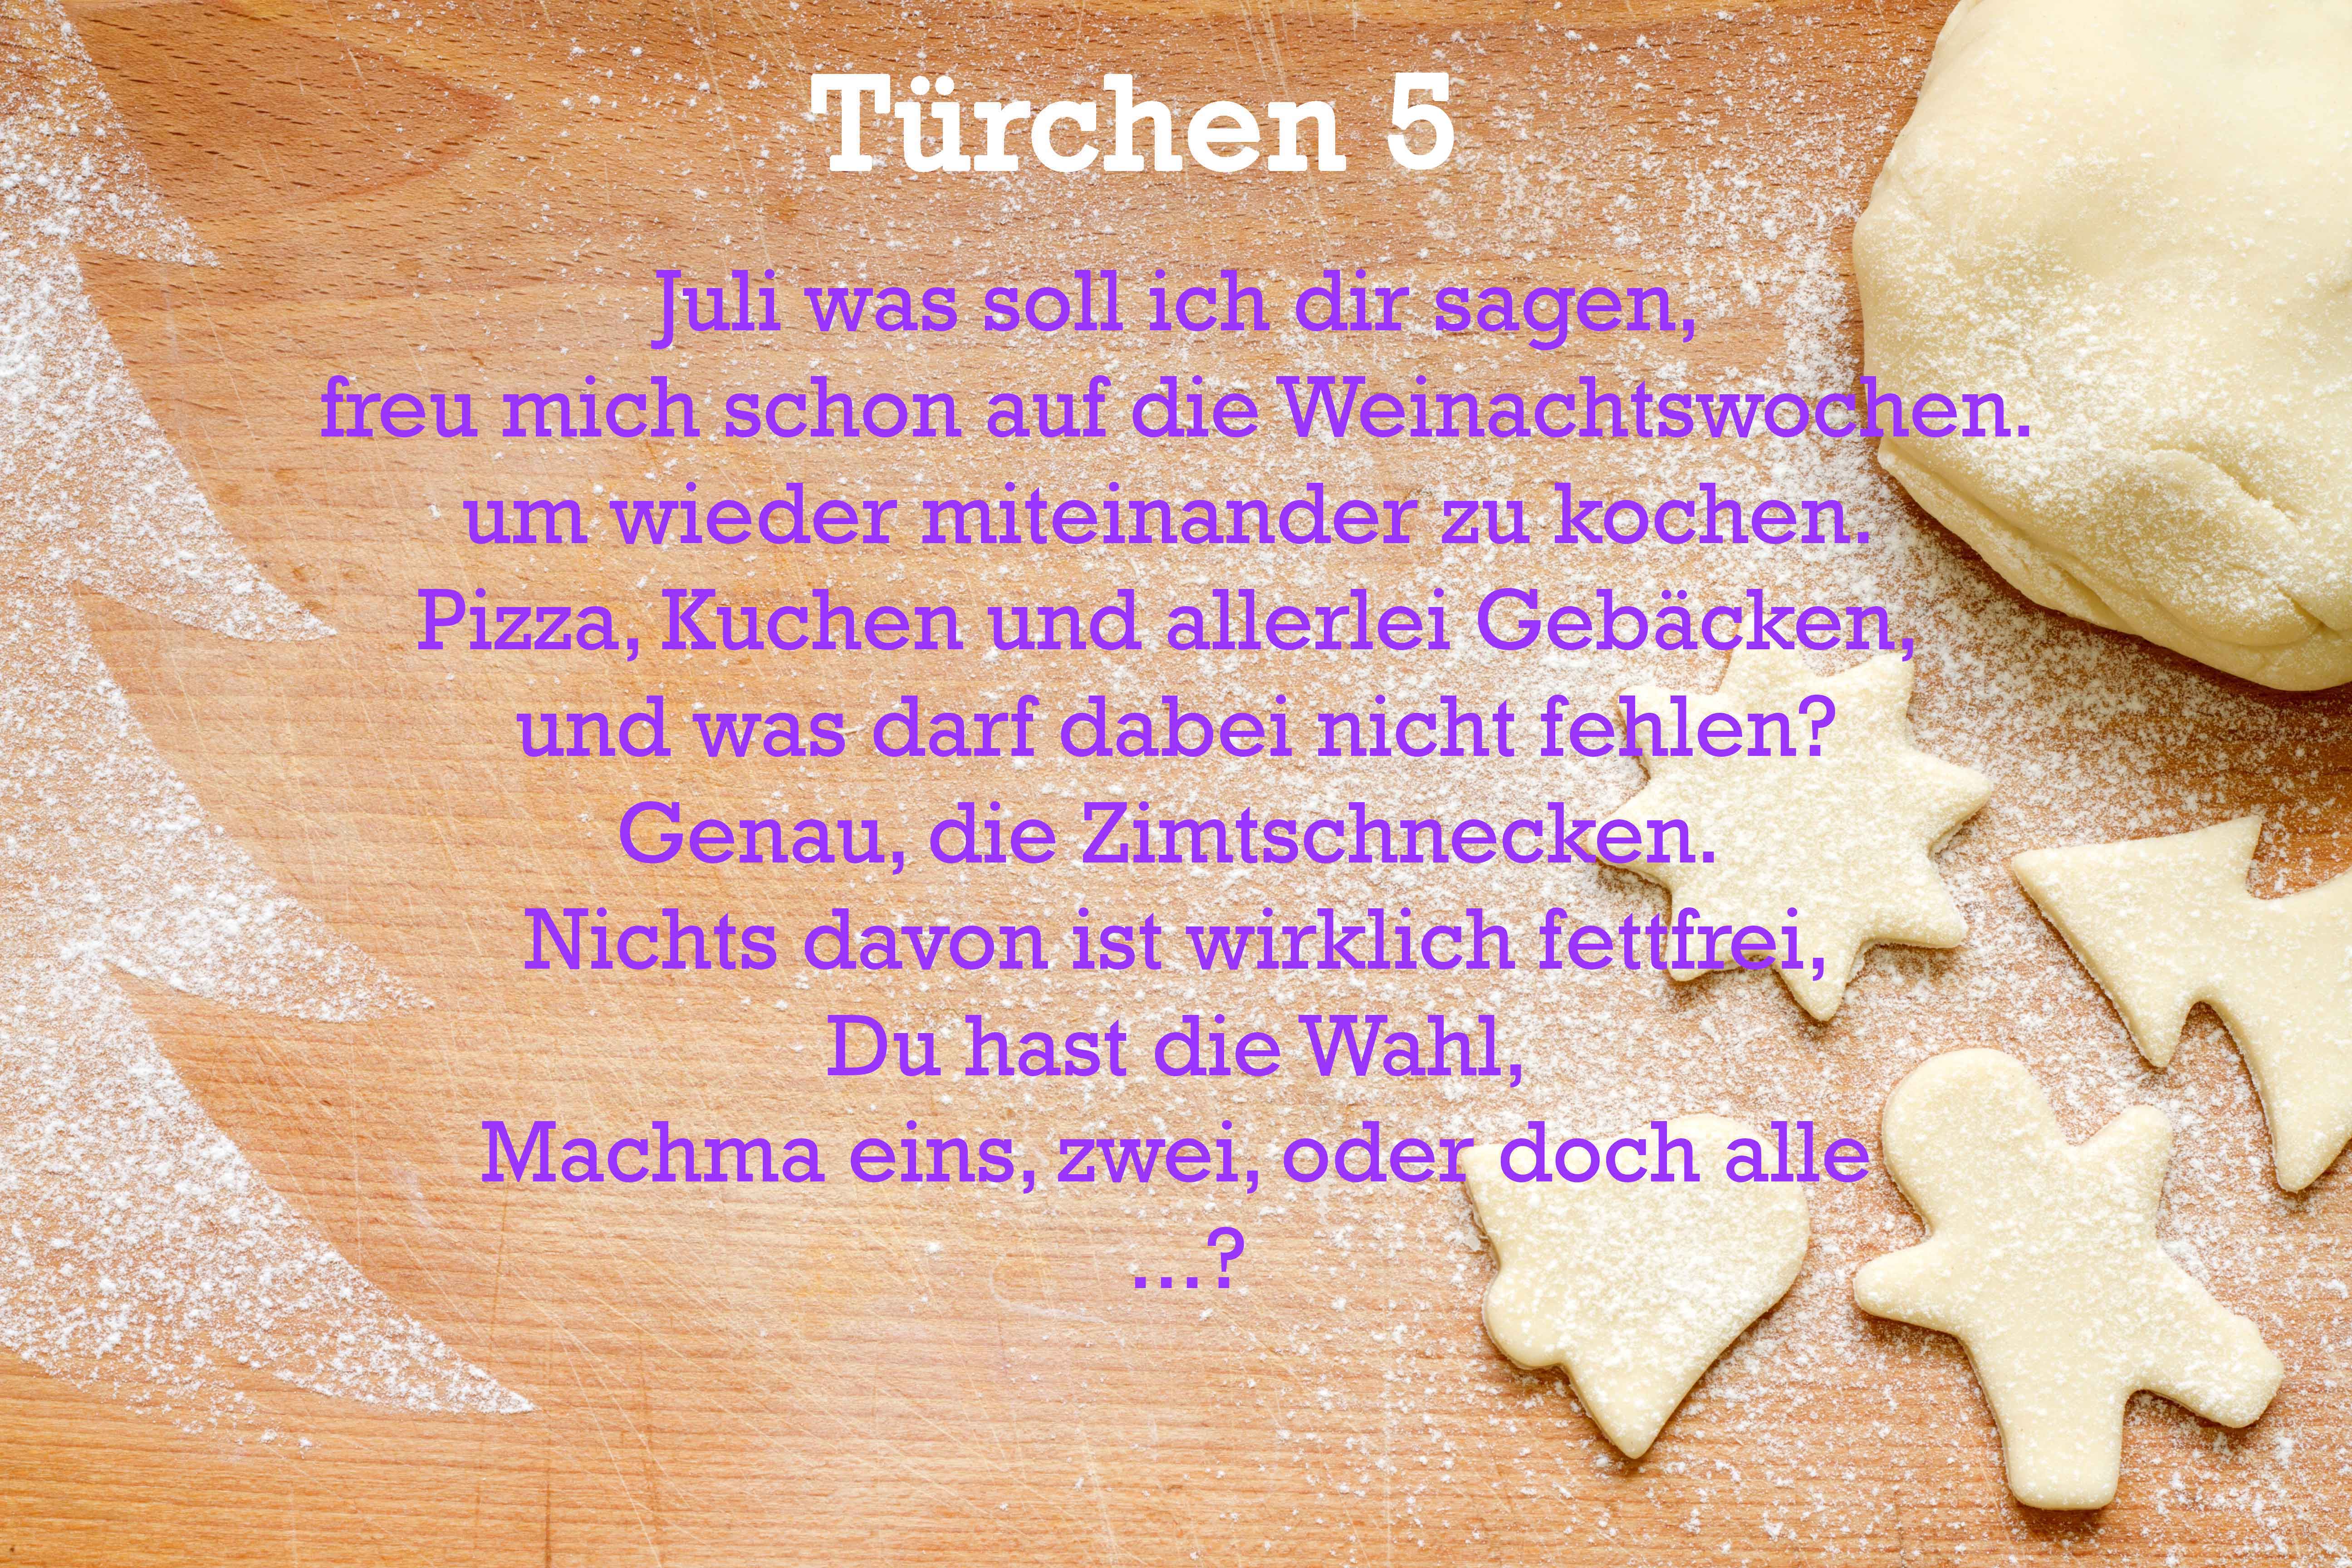 Türchen 5
Juli was soll ich dir sagen,
freu mich schon auf die Weinachtswochen.
um wieder miteinander zu kochen.
Pizza, Kuchen und allerlei Gebäcken,
und was darf dabei nicht fehlen?
Genau, die Zimtschnecken.
Nichts davon ist wirklich fettfrei,
Du hast die Wahl,
Machma eins, zwei, oder doch alle
...?